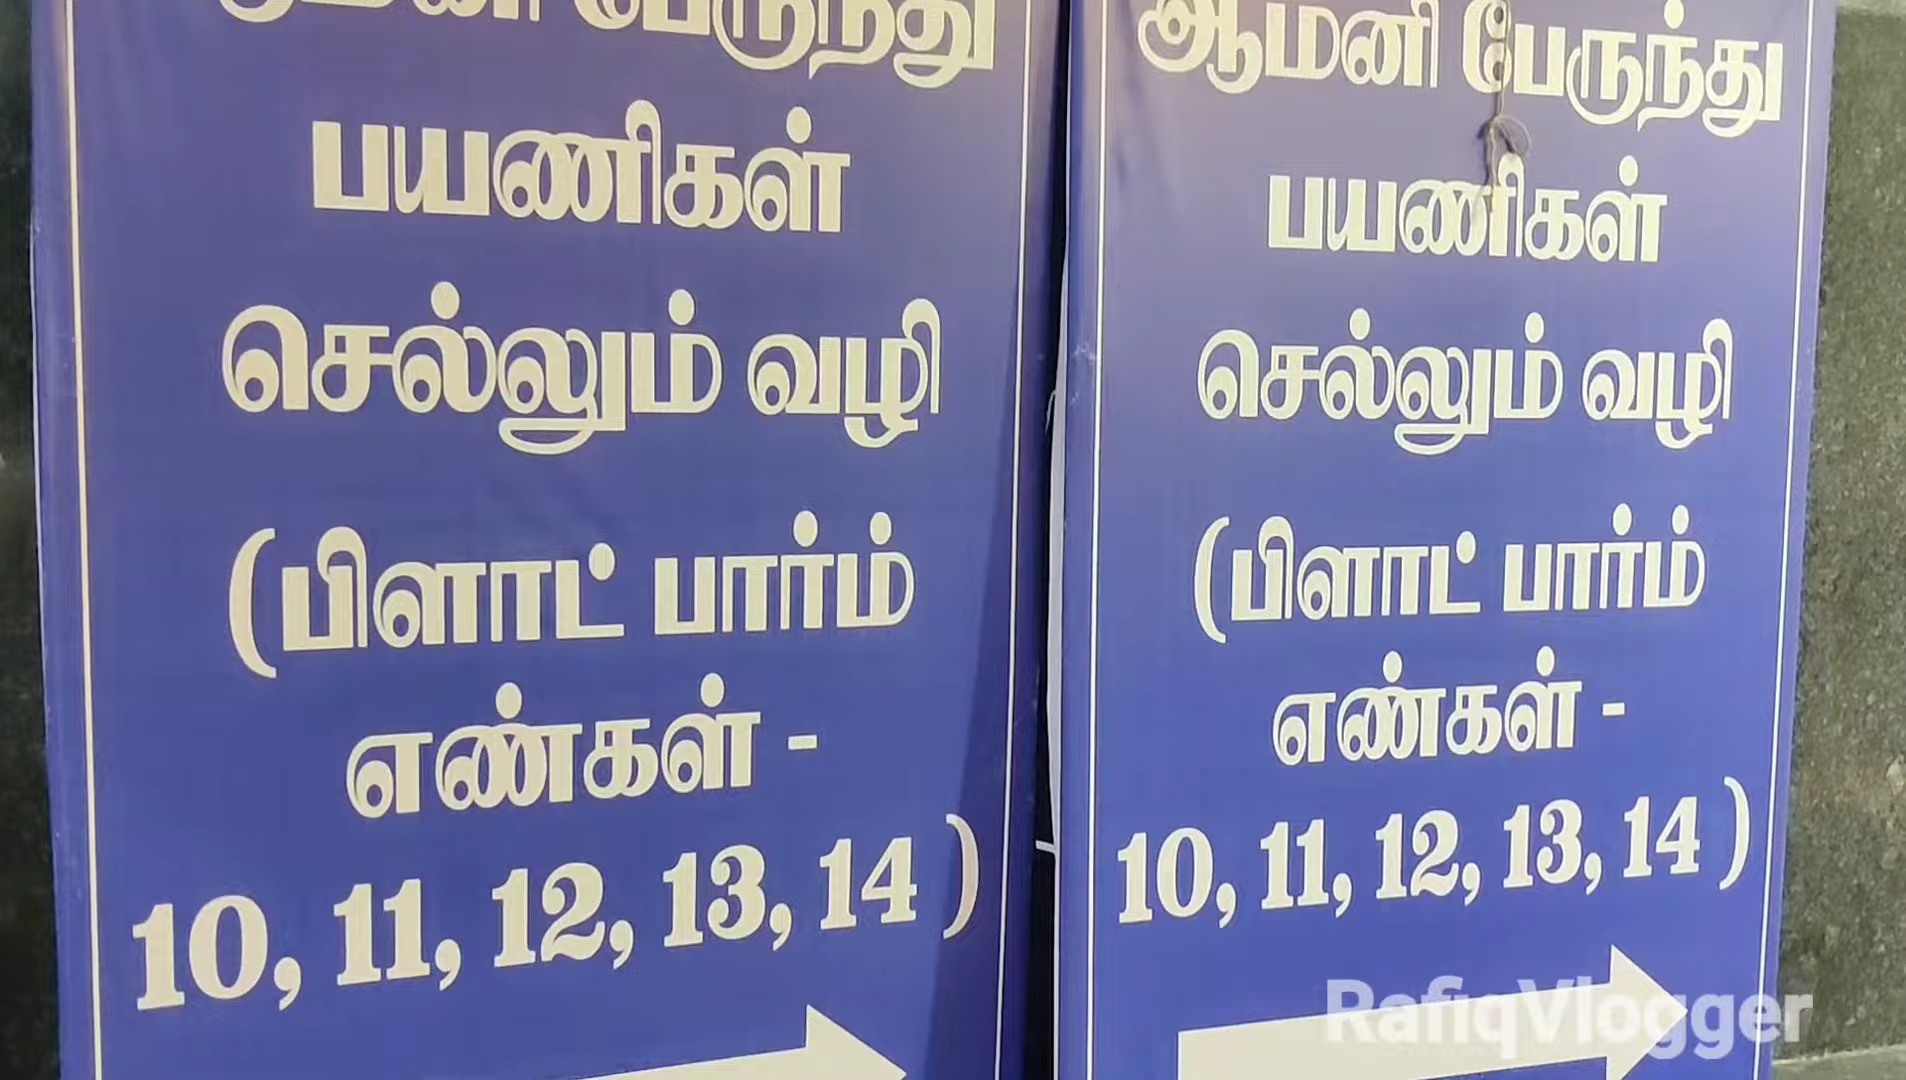 ஆமனி பேருந்து
பயணிகள்
செல்லும் வழி
(பிளாட் பார்ம்
எண்கள் -
10, 11, 12, 13, 14 )
ஆமனி பேருந்து
பயணிகள்
செல்லும் வழி
(பிளாட் பார்ம்
எண்கள் -
10, 11, 12, 13, 14 )
RafiqVlogger